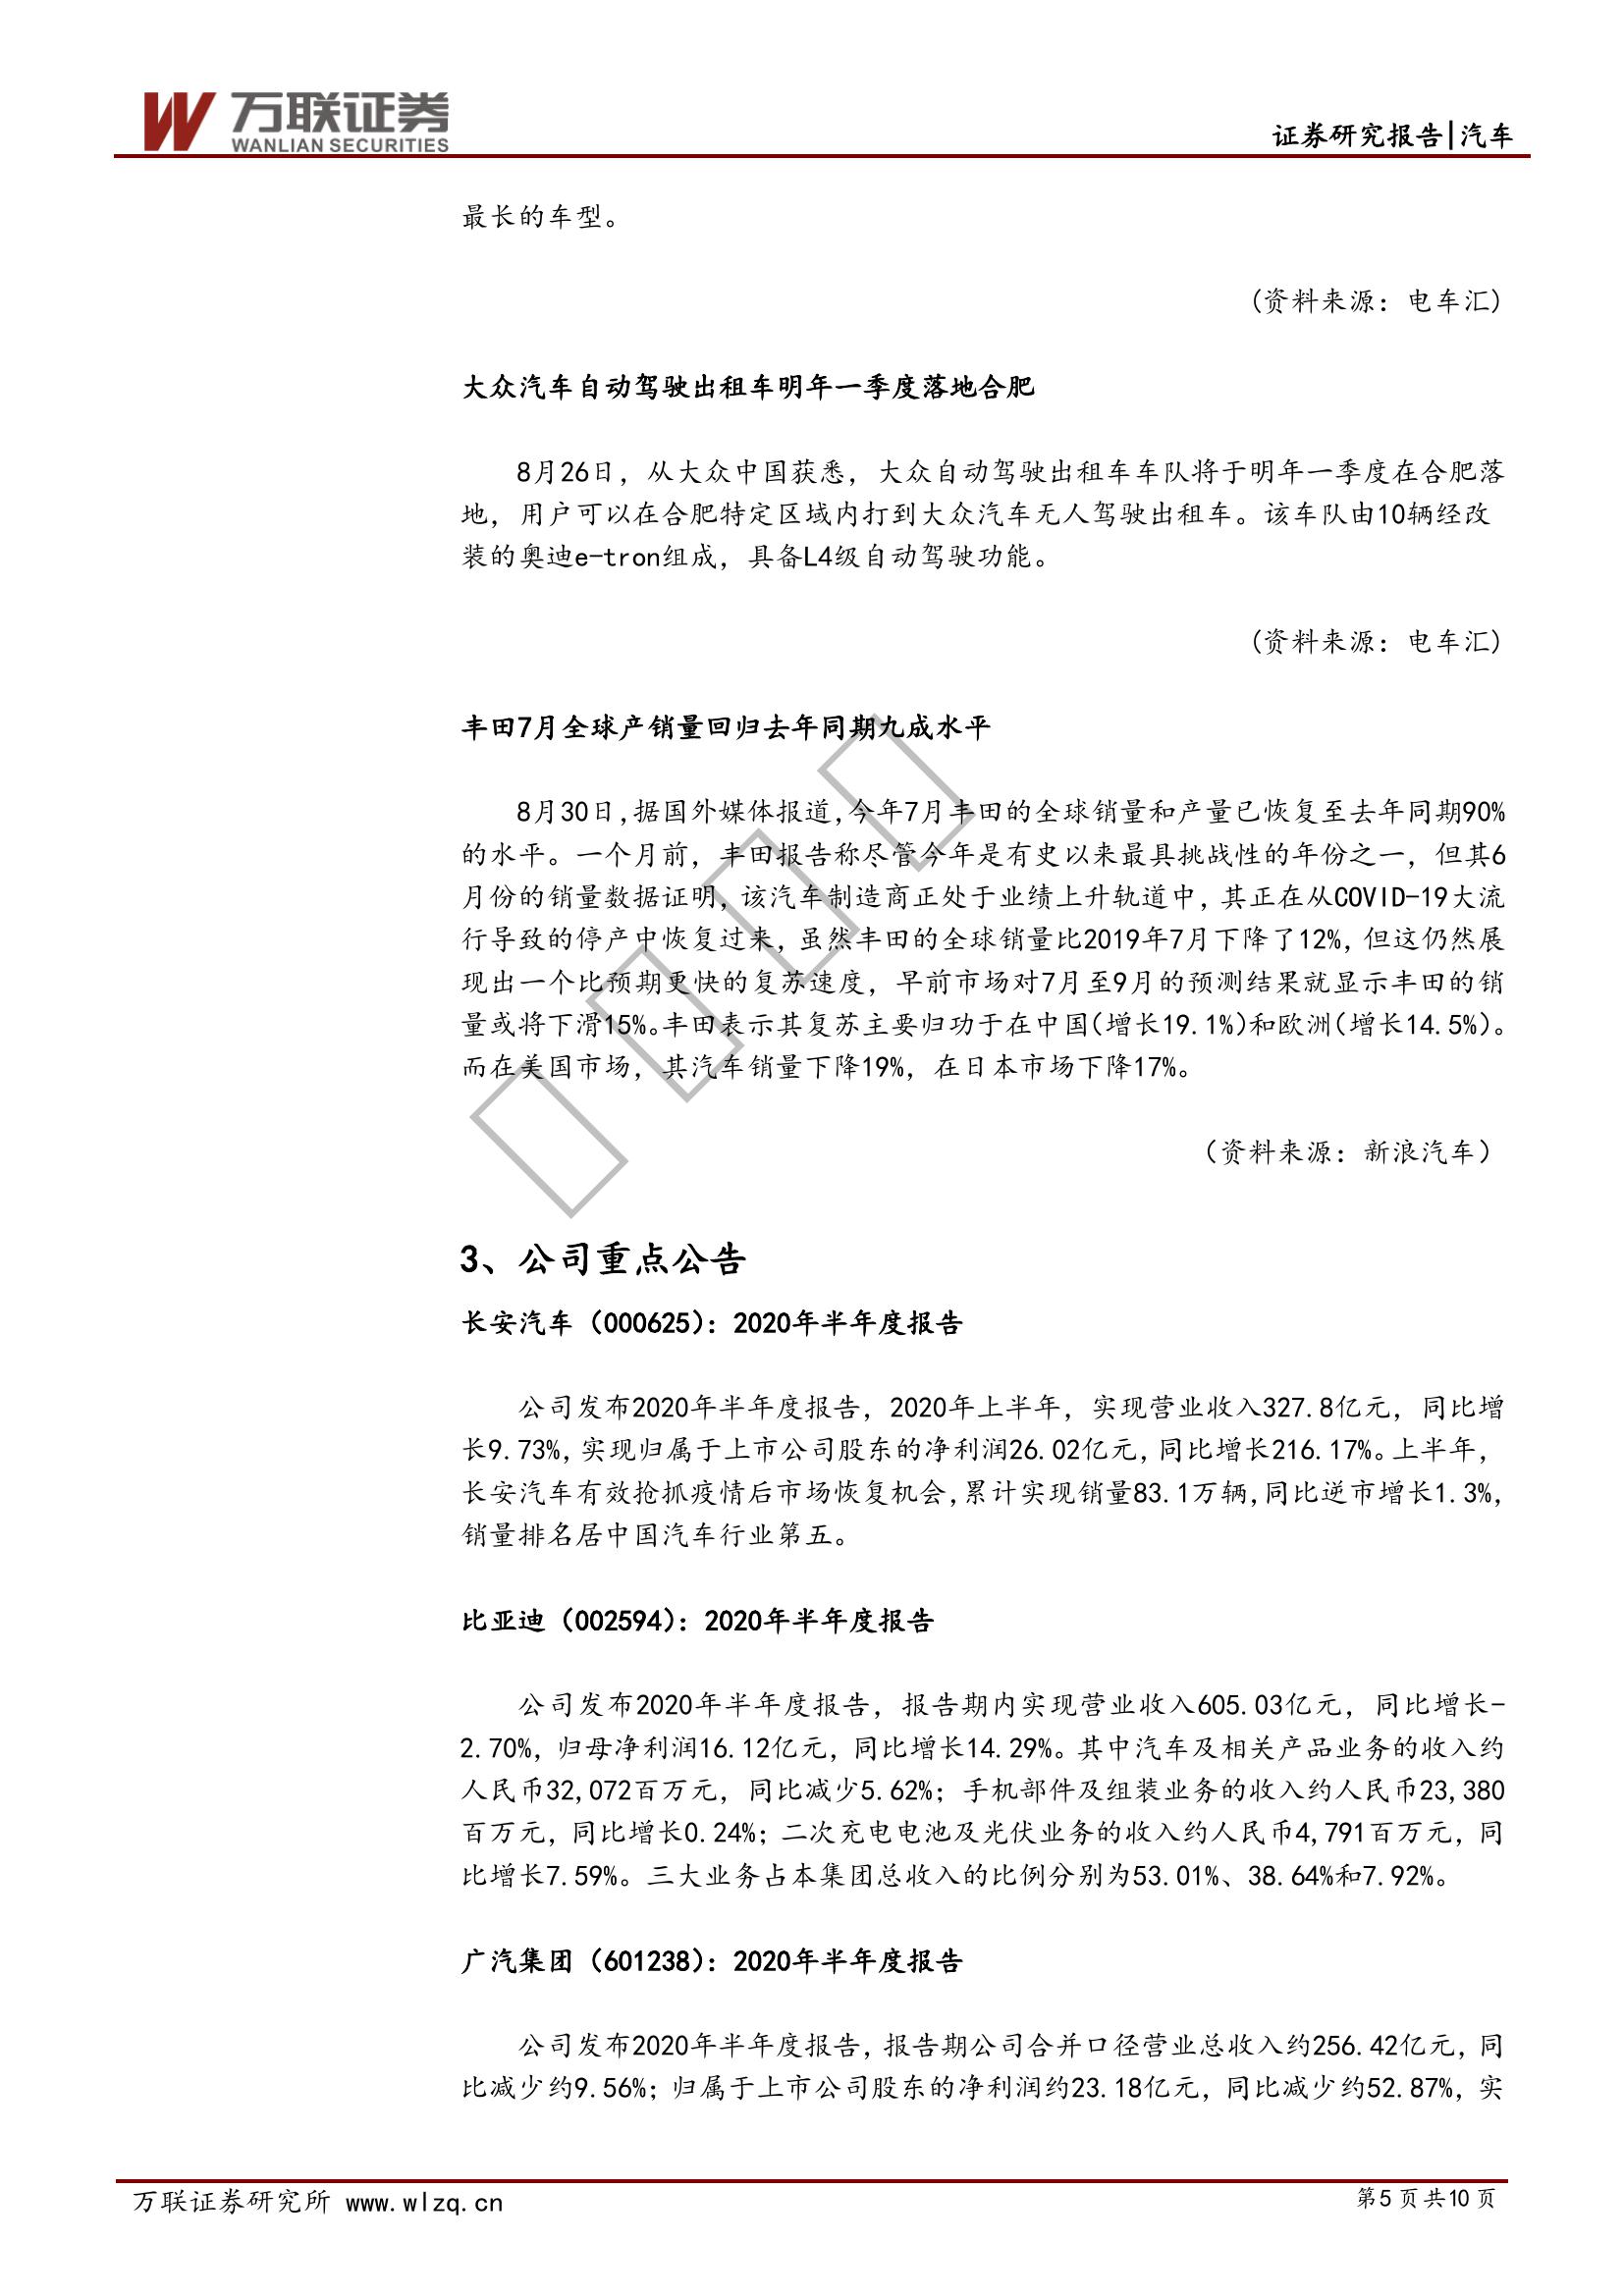 万联证券
WANLIAN SECURITIES
证券研究报告|汽车
最长的车型。
(资料来源：电车汇)
大众汽车自动驾驶出租车明年一季度落地合肥
8月26日，从大众中国获悉，大众自动驾驶出租车车队将于明年一季度在合肥落
地，用户可以在合肥特定区域内打到大众汽车无人驾驶出租车。该车队由10辆经改
装的奥迪e-tron组成，具备L4级自动驾驶功能。
(资料来源：电车汇)
丰田7月全球产销量回归去年同期九成水平
8月30日,据国外媒体报道,今年7月丰田的全球销量和产量已恢复至去年同期90%
的水平。一个月前，丰田报告称尽管今年是有史以来最具挑战性的年份之一，但其6
月份的销量数据证明，该汽车制造商正处于业绩上升轨道中，其正在从COVID-19大流
行导致的停产中恢复过来，虽然丰田的全球销量比2019年7月下降了12%，但这仍然展
现出一个比预期更快的复苏速度，早前市场对7月至9月的预测结果就显示丰田的销
量或将下滑15%。丰田表示其复苏主要归功于在中国(增长19.1%)和欧洲(增长14.5%)。
而在美国市场，其汽车销量下降19%，在日本市场下降17%。
（资料来源：新浪汽车）
3、公司重点公告
长安汽车（000625）：2020年半年度报告
公司发布2020年半年度报告，2020年上半年，实现营业收入327.8亿元，同比增
长9.73%，实现归属于上市公司股东的净利润26.02亿元，同比增长216.17%。上半年，
长安汽车有效抢抓疫情后市场恢复机会，累计实现销量83.1万辆，同比逆市增长1.3%，
销量排名居中国汽车行业第五。
比亚迪（002594）：2020年半年度报告
公司发布2020年半年度报告，报告期内实现营业收入605.03亿元，同比增长-
2.70%，归母净利润16.12亿元，同比增长14.29%。其中汽车及相关产品业务的收入约
人民币32,072百万元，同比减少5.62%；手机部件及组装业务的收入约人民币23,380
百万元，同比增长0.24%；二次充电电池及光伏业务的收入约人民币4,791百万元，同
比增长7.59%。三大业务占本集团总收入的比例分别为53.01%、38.64%和7.92%。
广汽集团（601238）：2020年半年度报告
公司发布2020年半年度报告，报告期公司合并口径营业总收入约256.42亿元，同
比减少约9.56%；归属于上市公司股东的净利润约23.18亿元，同比减少约52.87%，实
万联证券研究所 www.wlzq.cn
第5页共10页